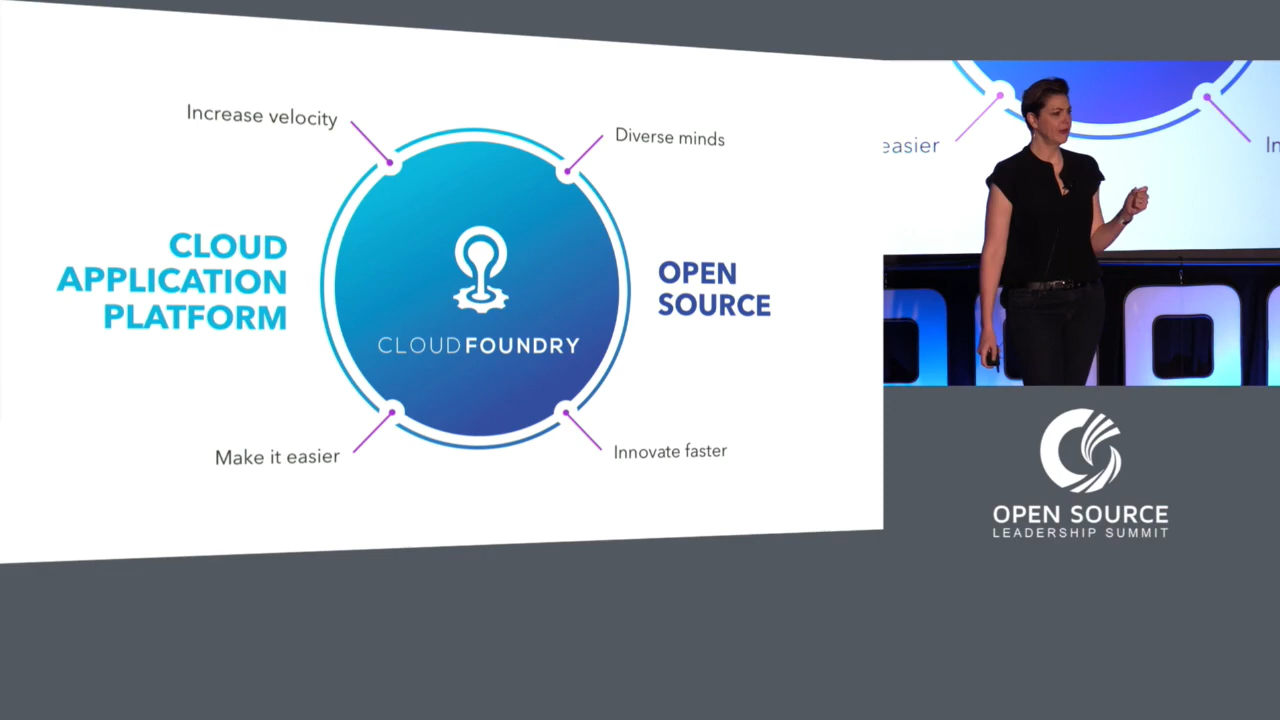 Increase velocity
Diverse minds
CLOUD
APPLICATION
PLATFORM
OPEN
SOURCE
CLOUDFOUNDRY
Make it easier
Innovate faster
easier
In
OPEN SOURCE
LEADERSHIP SUMMIT